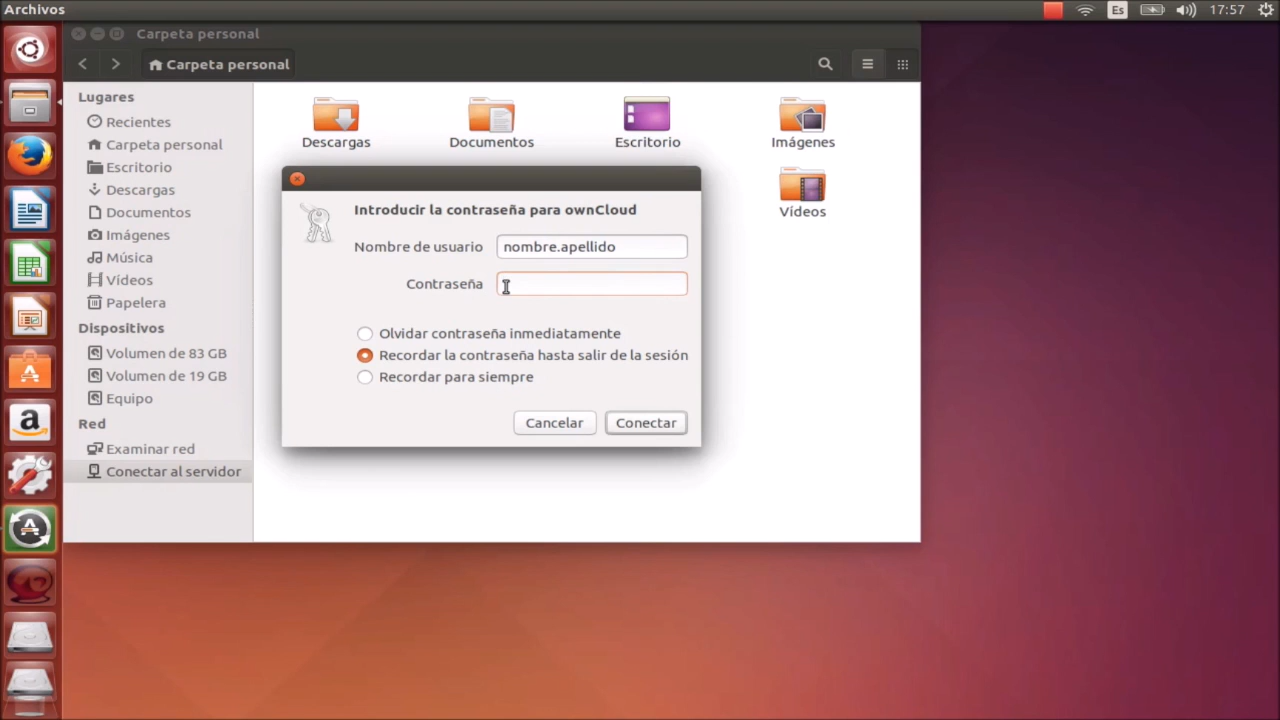 Archivos
Es
17:57
Carpeta personal
Carpeta personal
Lugares
Recientes
Carpeta personal
Escritorio
Descargas
Documentos
Imágenes
Música
Vídeos
Papelera
Dispositivos
Volumen de 83 GB
Volumen de 19 GB
Equipo
Red
Examinar red
Conectar al servidor
Descargas
Documentos
Escritorio
Imágenes
Vídeos
Introducir la contraseña para ownCloud
Nombre de usuario
nombre.apellido
Contraseña
Olvidar contraseña inmediatamente
Recordar la contraseña hasta salir de la sesión
Recordar para siempre
Cancelar
Conectar